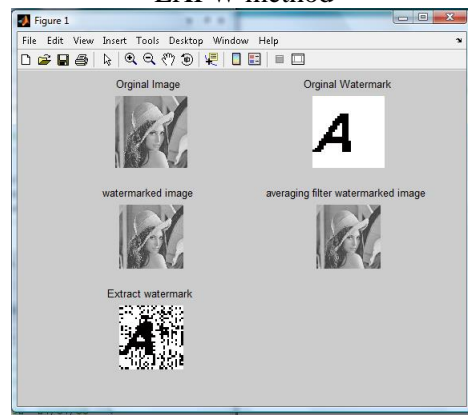 Figure 1
File Edit View Insert Tools Desktop Window Help
Orginal Image
Orginal Watermark
A
watermarked image
averaging filter watermarked image
Extract watermark
A